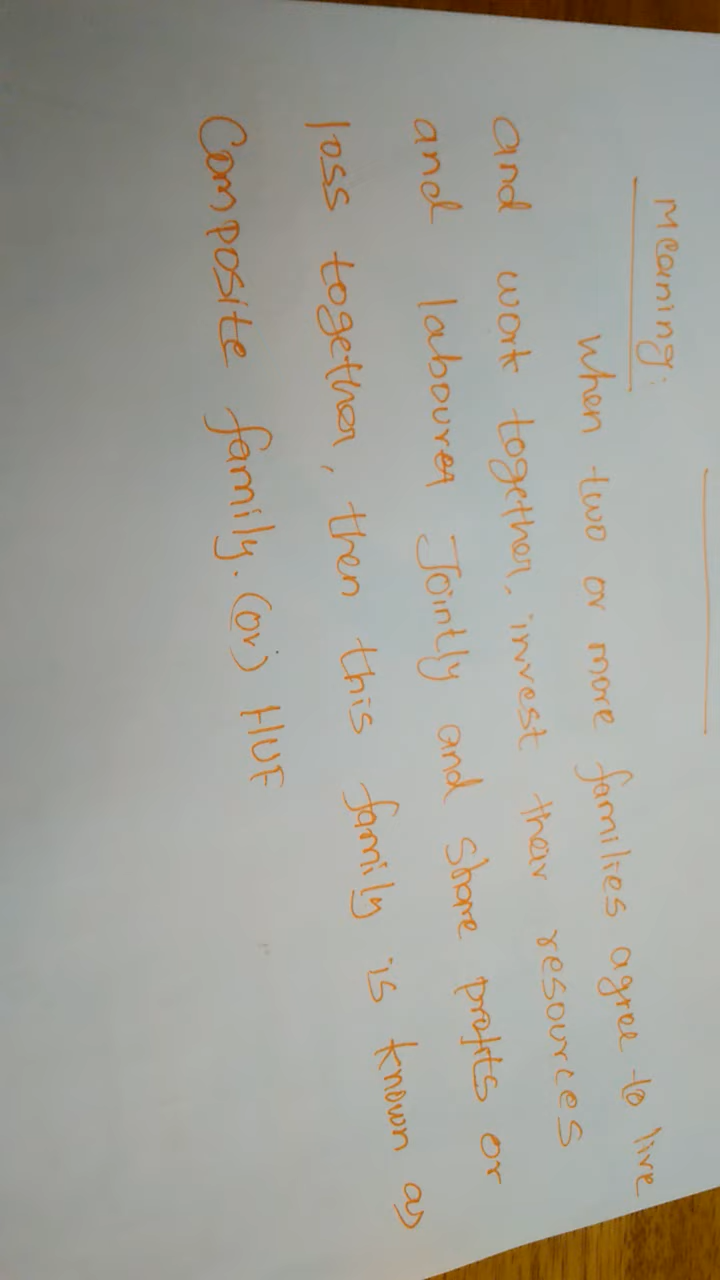 Meaning:
When two or more families agree to live
and work together, invest their resources
and labourer Jointly and share profits or
loss together, then this family is known as
Composite family. (or) HUF